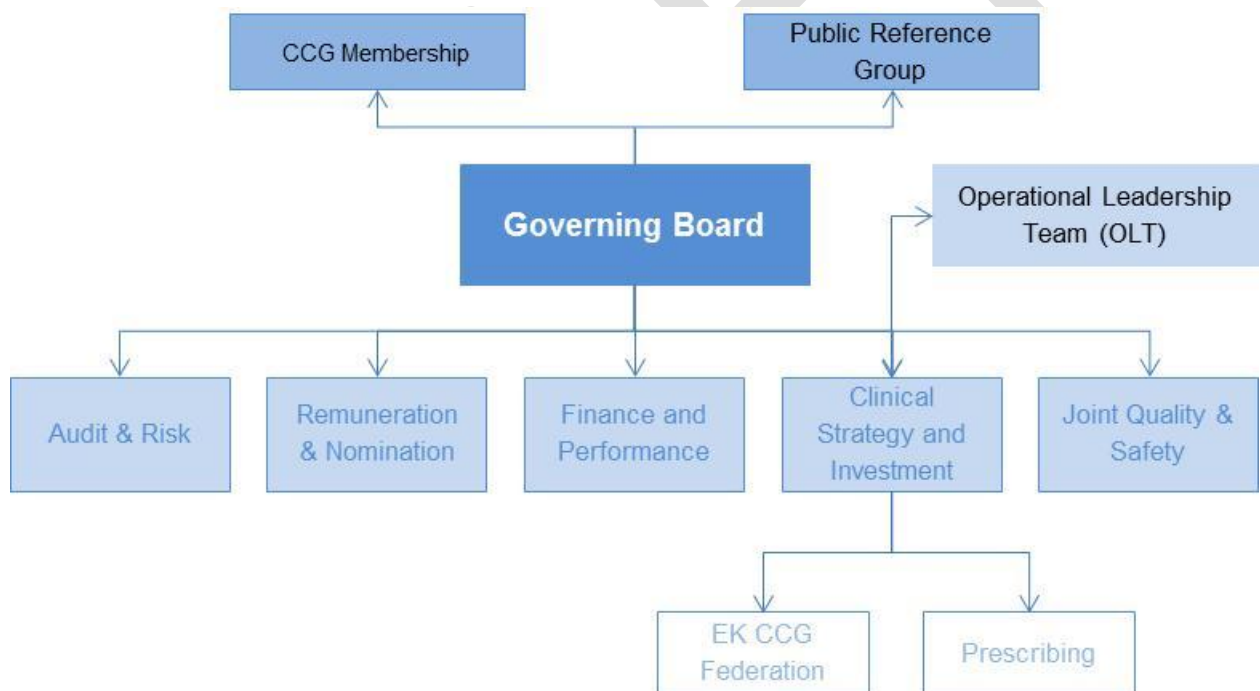 CCG Membership
Public Reference
Group
Governing Board
Operational Leadership
Team (OLT)
Audit & Risk
Remuneration
& Nomination
Finance and
Performance
Clinical
Strategy and
Investment
Joint Quality &
Safety
EK CCG
Federation
Prescribing